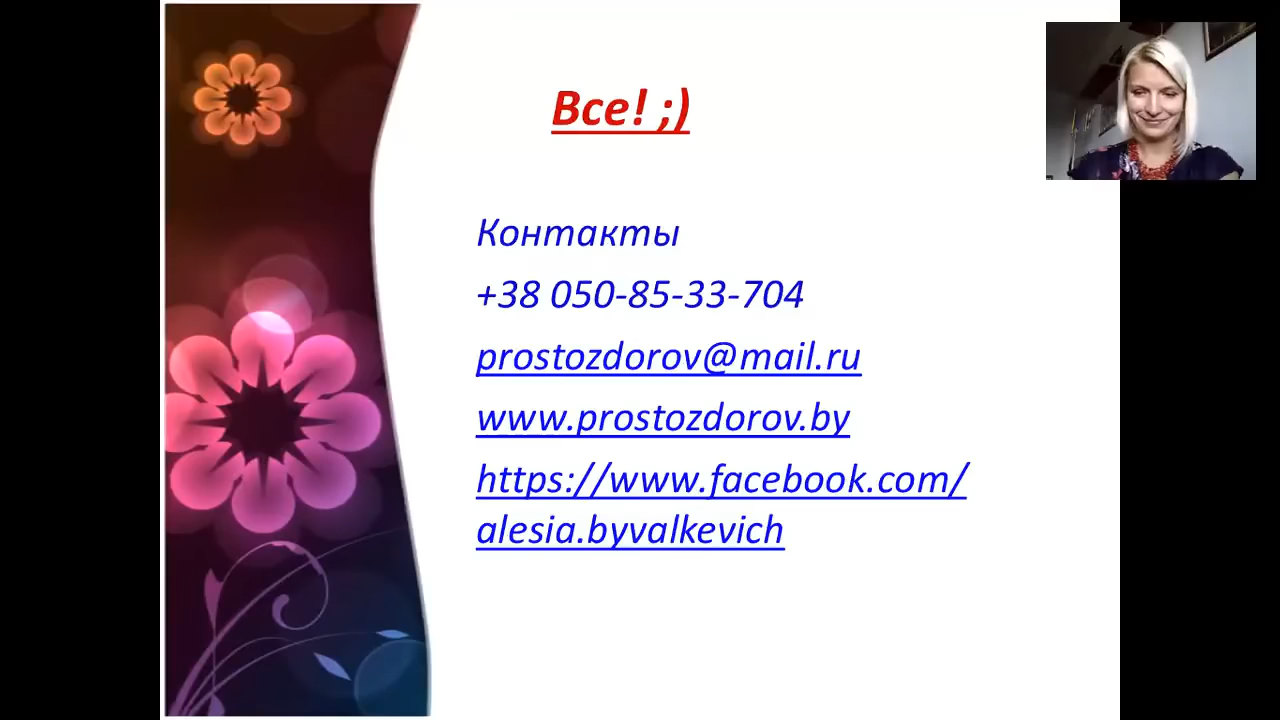 Все! ;)
Контакты
+38 050-85-33-704
prostozdorov@mail.ru
www.prostozdorov.by
https://www.facebook.com/
alesia.byvalkevich